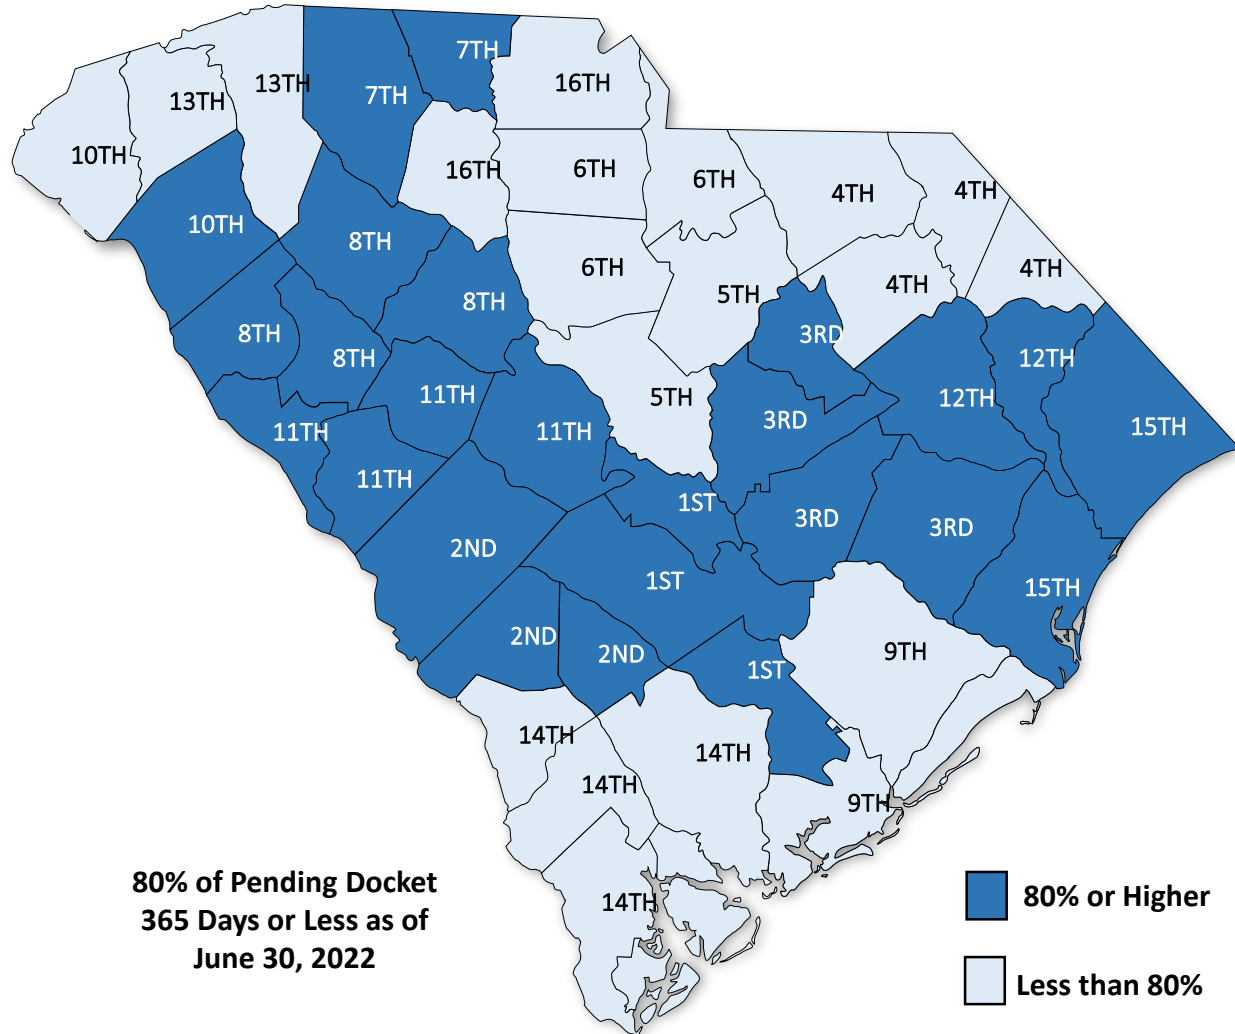 7TH
16TH
13TH
7TH
13TH
10TH
16TH
6TH
6TH
4TH
4TH
10TH
8TH
6TH
5TH
4TH
4TH
8TH
8TH
8TH
3RD
12TH
11TH
5TH
12TH
11TH
11TH
3RD
15TH
11TH
1ST
3RD
3RD
2ND
1ST
15TH
2ND
2ND
1ST
9TH
14TH
14TH
14TH
9TH
14TH
80% of Pending Docket
365 Days or Less as of
June 30, 2022
80% or Higher
Less than 80%